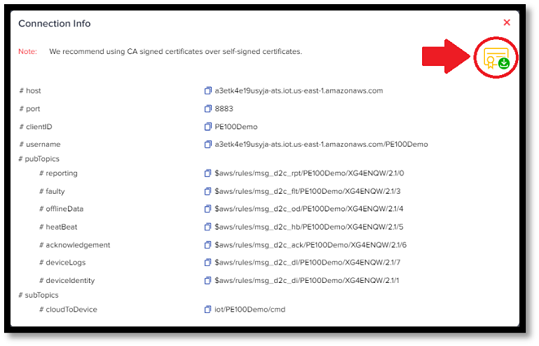 Connection Info
Note: We recommend using CA signed certificates over self-signed certificates.
# host a3etk4e19usyja-ats.iot.us-east-1.amazonaws.com
# port 8883
# clientID PE100Demo
# username a3etk4e19usyja-ats.iot.us-east-1.amazonaws.com/PE100Demo
# pubTopics
# reporting $aws/rules/msg_d2c_rpt/PE100Demo/XG4ENQW/2.1/0
# faulty $aws/rules/msg_d2c_flt/PE100Demo/XG4ENQW/2.1/3
# offlineData $aws/rules/msg_d2c_od/PE100Demo/XG4ENQW/2.1/4
# heatBeat $aws/rules/msg_d2c_hb/PE100Demo/XG4ENQW/2.1/5
# acknowledgement $aws/rules/msg_d2c_ack/PE100Demo/XG4ENQW/2.1/6
# deviceLogs $aws/rules/msg_d2c_dl/PE100Demo/XG4ENQW/2.1/7
# deviceIdentity $aws/rules/msg_d2c_di/PE100Demo/XG4ENQW/2.1/1
# subTopics
# cloudToDevice iot/PE100Demo/cmd